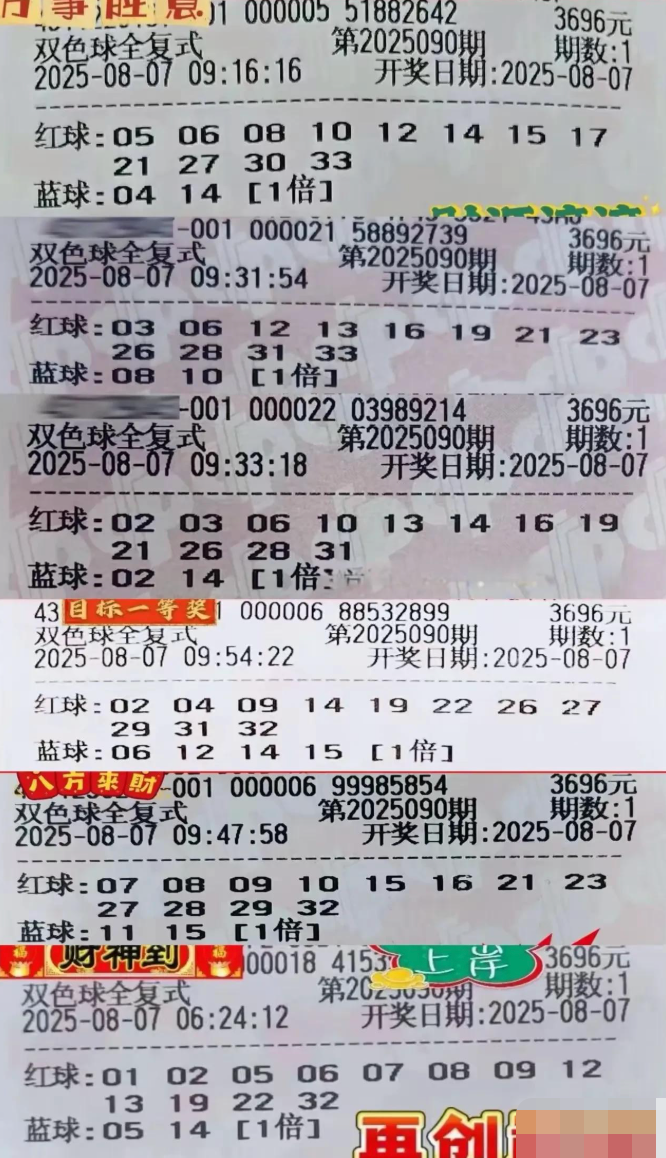 万事胜意
01 000005 51882642 3696元
双色球全复式 第2025090期 期数:1
2025-08-07 09:16:16 开奖日期:2025-08-07
红球:05 06 08 10 12 14 15 17
21 27 30 33
蓝球:04 14 [1倍]
-001 000021 58892739 3696元
双色球全复式 第2025090期 期数:1
2025-08-07 09:31:54 开奖日期:2025-08-07
红球:03 06 12 13 16 19 21 23
26 28 31 33
蓝球:08 10 [1倍]
-001 000022 03989214 3696元
双色球全复式 第2025090期 期数:1
2025-08-07 09:33:18 开奖日期:2025-08-07
红球:02 03 06 10 13 14 16 19
21 26 28 31
蓝球:02 14 [1倍]
43 目标一等奖 1 000006 88532899 3696元
双色球全复式 第2025090期 期数:1
2025-08-07 09:54:22 开奖日期:2025-08-07
红球:02 04 09 14 19 22 26 27
29 31 32
蓝球:06 12 14 15 [1倍]
八方来财 -001 000006 99985854 3696元
双色球全复式 第2025090期 期数:1
2025-08-07 09:47:58 开奖日期:2025-08-07
红球:07 08 09 10 15 16 21 23
27 28 29 32
蓝球:11 15 [1倍]
财神到 00018 4153 上岸 3696元
双色球全复式 期数:1
2025-08-07 06:24:12 开奖日期:2025-08-07
红球:01 02 05 06 07 08 09 12
13 19 22 32
蓝球:05 14 [1倍]
再创